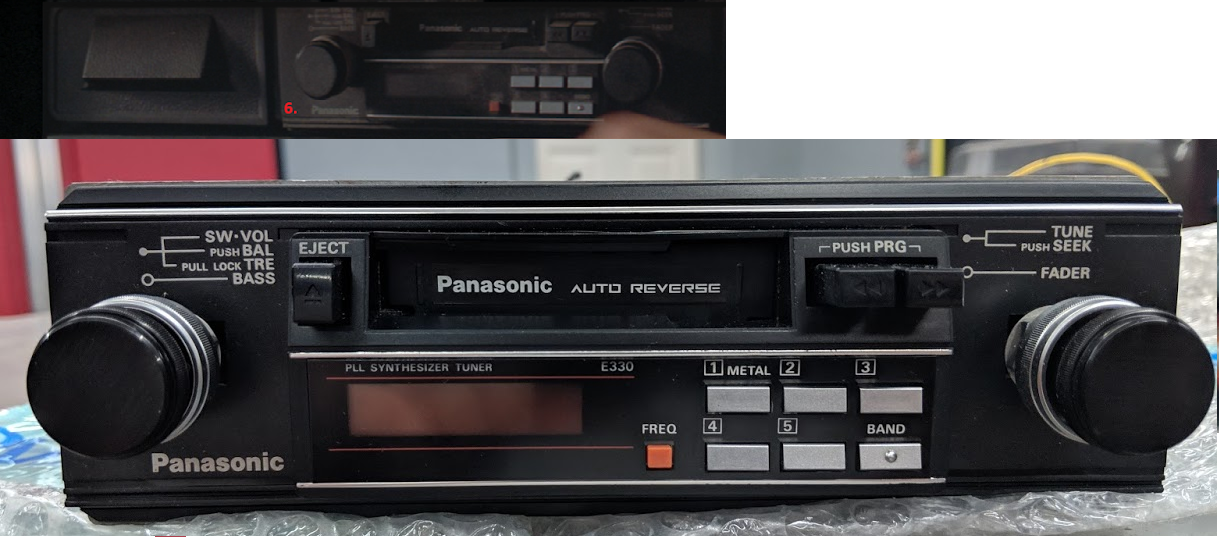 Panasonic AUTO REVERSE
6.
Panasonic
SW·VOL
PUSH BAL
PULL LOCK TRE
BASS
EJECT
Panasonic AUTO REVERSE
PUSH PRG
TUNE
PUSH SEEK
FADER
PLL SYNTHESIZER TUNER E330
1 METAL 2 3
FREQ 4 5 BAND
Panasonic